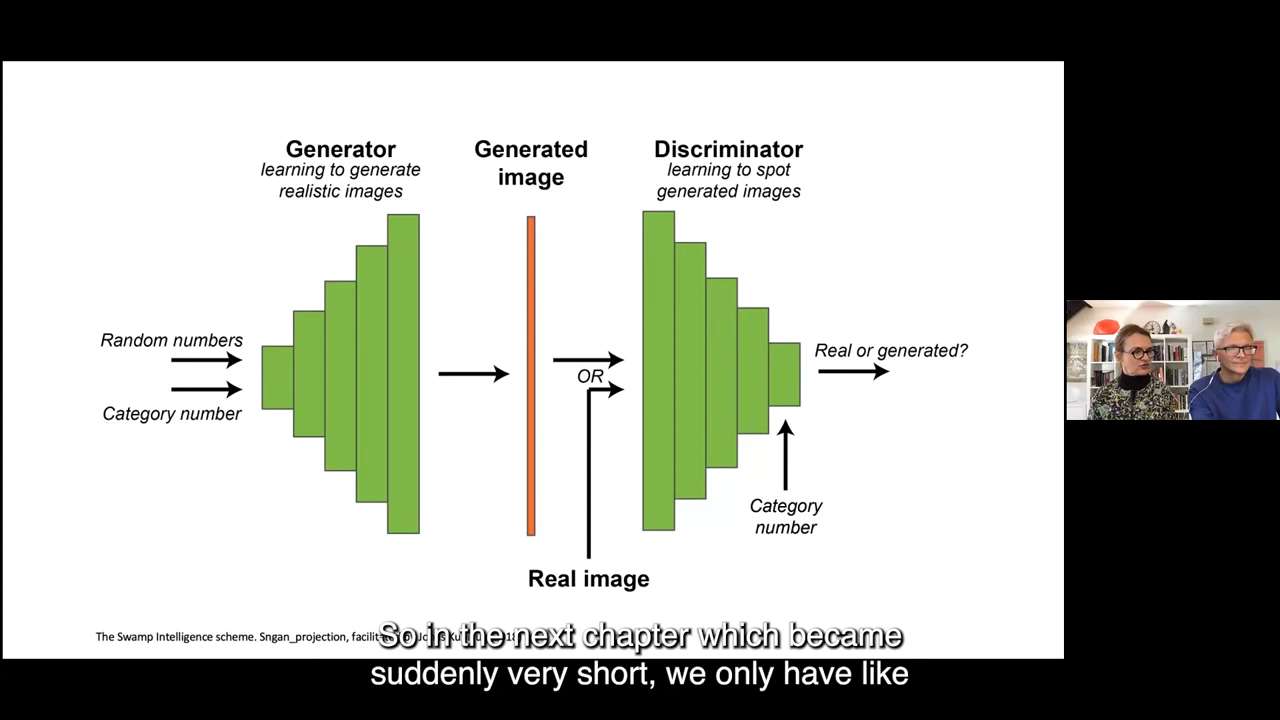 Generator
learning to generate
realistic images
Generated
image
Discriminator
learning to spot
generated images
Random numbers
Category number
OR
Real or generated?
Category
number
Real image
The Swamp Intelligence scheme. Sngan_projection,
So in the next chapter which became
suddenly very short, we only have like